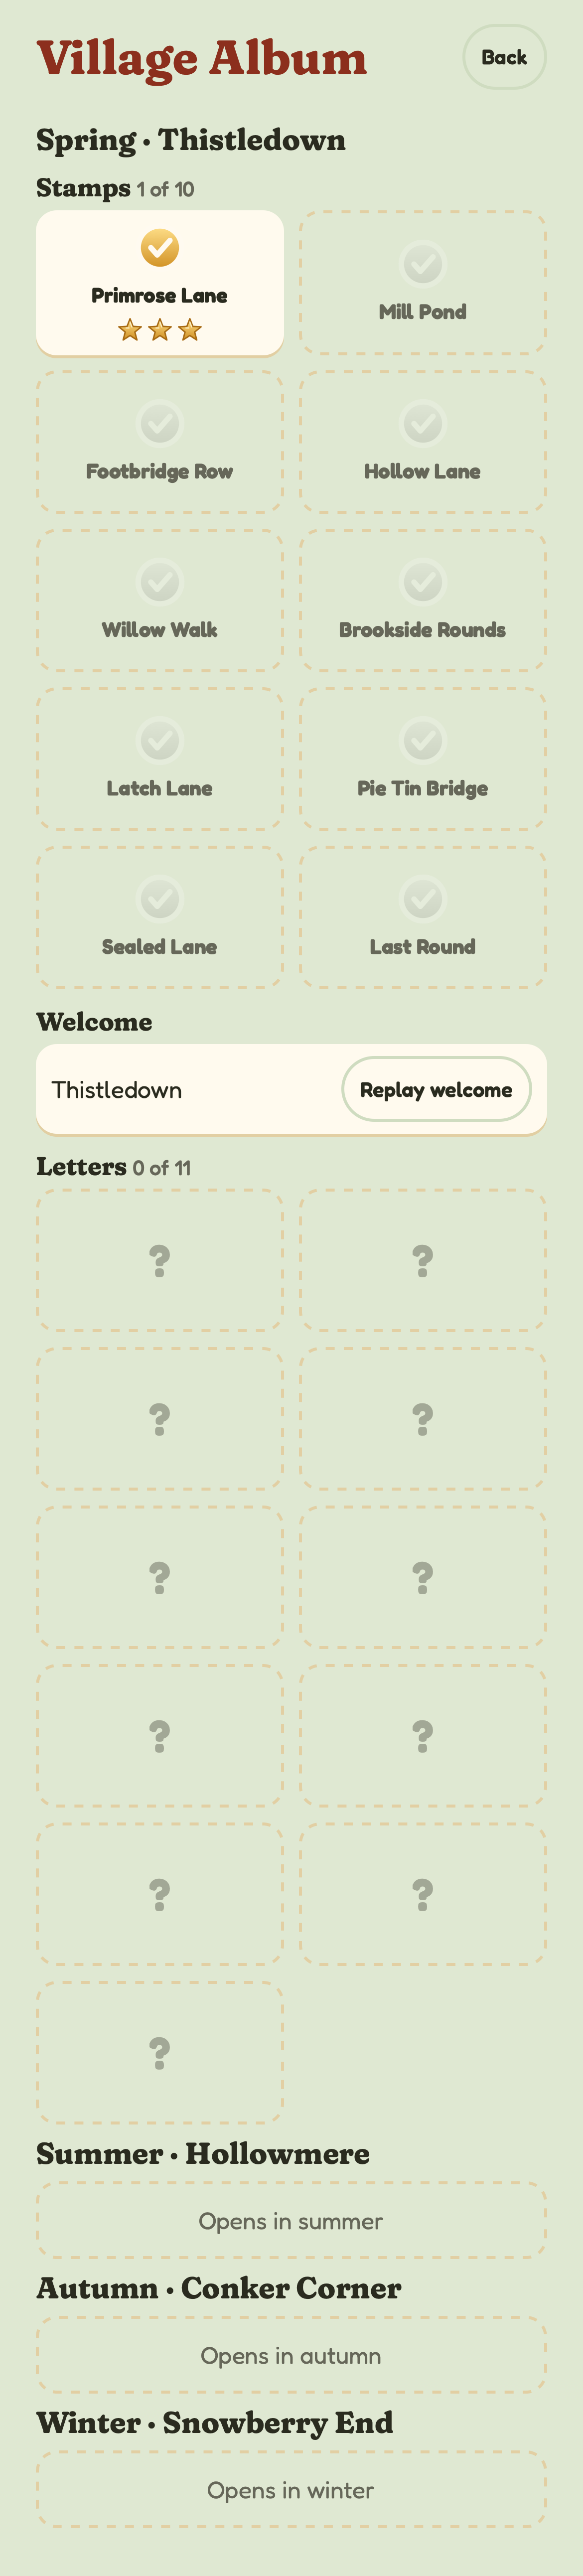 Village Album
Back
Spring · Thistledown
Stamps 1 of 10
Primrose Lane
Mill Pond
Footbridge Row
Hollow Lane
Willow Walk
Brookside Rounds
Latch Lane
Pie Tin Bridge
Sealed Lane
Last Round
Welcome
Thistledown
Replay welcome
Letters 0 of 11
? ?
? ?
? ?
? ?
? ?
?
Summer · Hollowmere
Opens in summer
Autumn · Conker Corner
Opens in autumn
Winter · Snowberry End
Opens in winter